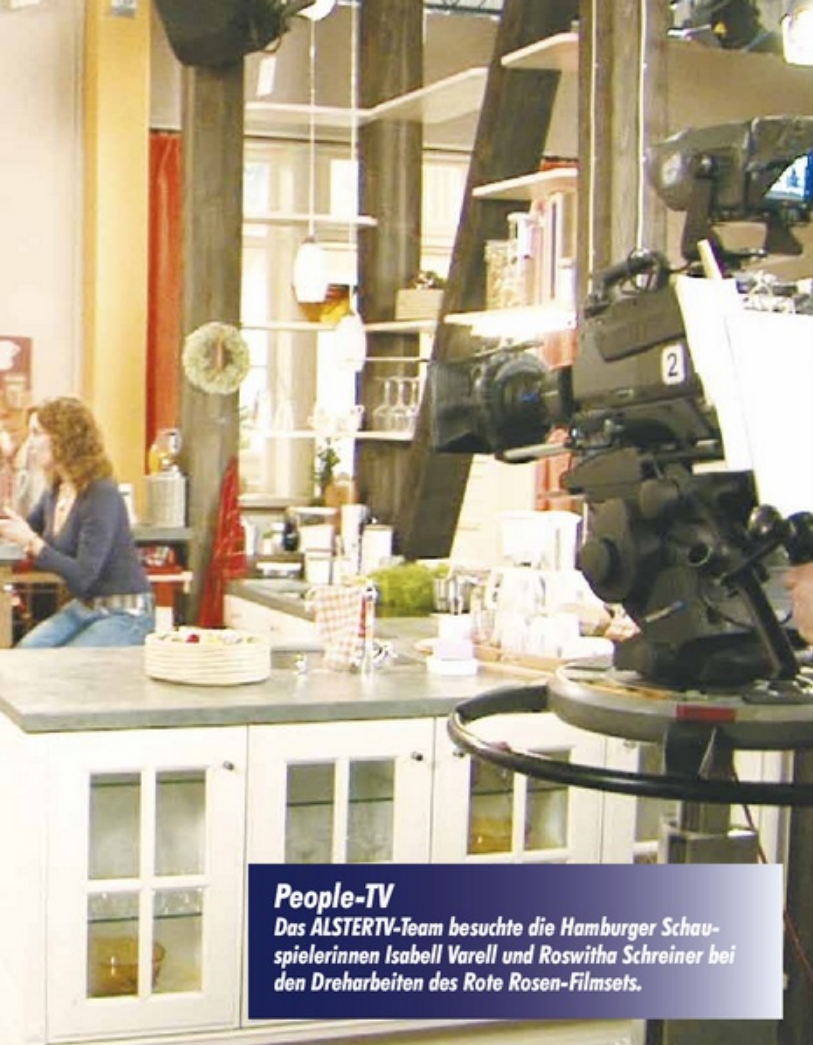 2
People-TV
Das ALSTERTV-Team besuchte die Hamburger Schau-
spielerinnen Isabell Varell und Roswitha Schreiner bei
den Dreharbeiten des Rote Rosen-Filmsets.